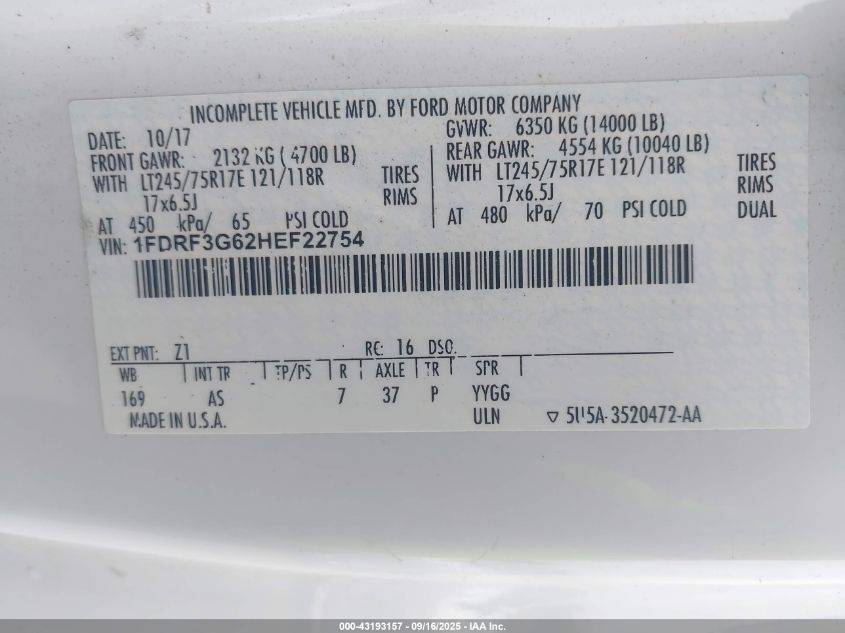 INCOMPLETE VEHICLE MFD. BY FORD MOTOR COMPANY
DATE: 10/17 GVWR: 6350 KG (14000 LB)
FRONT GAWR: 2132 KG (4700 LB) REAR GAWR: 4554 KG (10040 LB)
WITH LT245/75R17E 121/118R TIRES WITH LT245/75R17E 121/118R TIRES
17x6.5J RIMS 17x6.5J RIMS
AT 450 kPa/ 65 PSI COLD AT 480 kPa/ 70 PSI COLD DUAL
VIN: 1FDRF3G62HEF22754
EXT PNT: Z1 RC: 16 DSO:
WB INT TR TP/PS R AXLE TR SPR
169 AS 7 37 P YYGG
MADE IN U.S.A. ULN ▽ 5U5A-3520472-AA
000-43193157 - 09/16/2025 - IAA Inc.